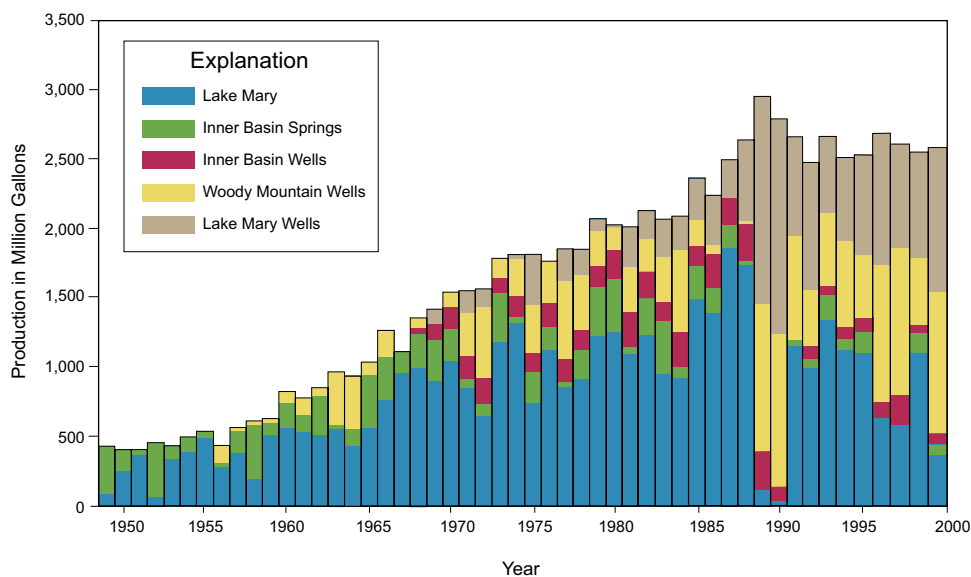 3,500
3,000
2,500
2,000
1,500
1,000
500
0
Production in Million Gallons
Explanation
Lake Mary
Inner Basin Springs
Inner Basin Wells
Woody Mountain Wells
Lake Mary Wells
1950 1955 1960 1965 1970 1975 1980 1985 1990 1995 2000
Year